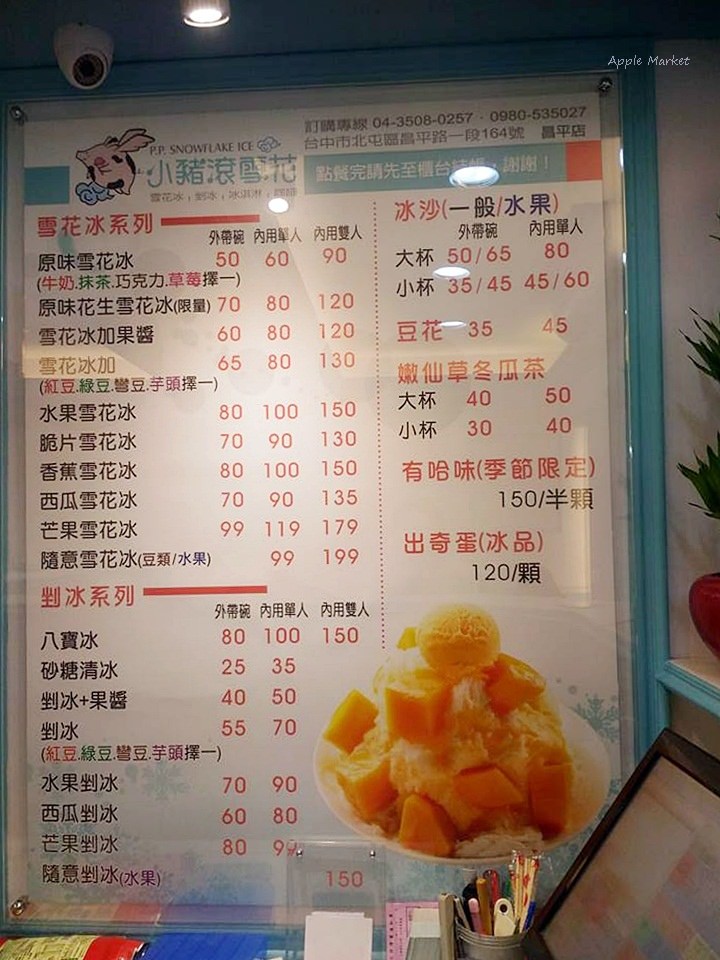 Apple Market
P.P. SNOWFLAKE ICE
小豬滾雪花
訂購專線 04-3508-0257．0980-535027
台中市北屯區昌平路一段164號 昌平店
點餐完請先至櫃台結帳，謝謝！
雪花冰系列
外帶碗 內用單人 內用雙人
原味雪花冰 50 60 90
(牛奶.抹茶.巧克力.草莓擇一)
原味花生雪花冰(限量) 70 80 120
雪花冰加果醬 60 80 120
雪花冰加 65 80 130
(紅豆.綠豆.彎豆.芋頭擇一)
水果雪花冰 80 100 150
脆片雪花冰 70 90 130
香蕉雪花冰 80 100 150
西瓜雪花冰 70 90 135
芒果雪花冰 99 119 179
隨意雪花冰(豆類/水果) 99 199
剉冰系列
外帶碗 內用單人 內用雙人
八寶冰 80 100 150
砂糖清冰 25 35
剉冰+果醬 40 50
剉冰 55 70
(紅豆.綠豆.彎豆.芋頭擇一)
水果剉冰 70 90
西瓜剉冰 60 80
芒果剉冰 80
隨意剉冰(水果) 150
冰沙(一般/水果)
外帶碗 內用單人
大杯 50/65 80
小杯 35/45 45/60
豆花 35 45
嫩仙草冬瓜茶
大杯 40 50
小杯 30 40
有哈味(季節限定)
150/半顆
出奇蛋(冰品)
120/顆